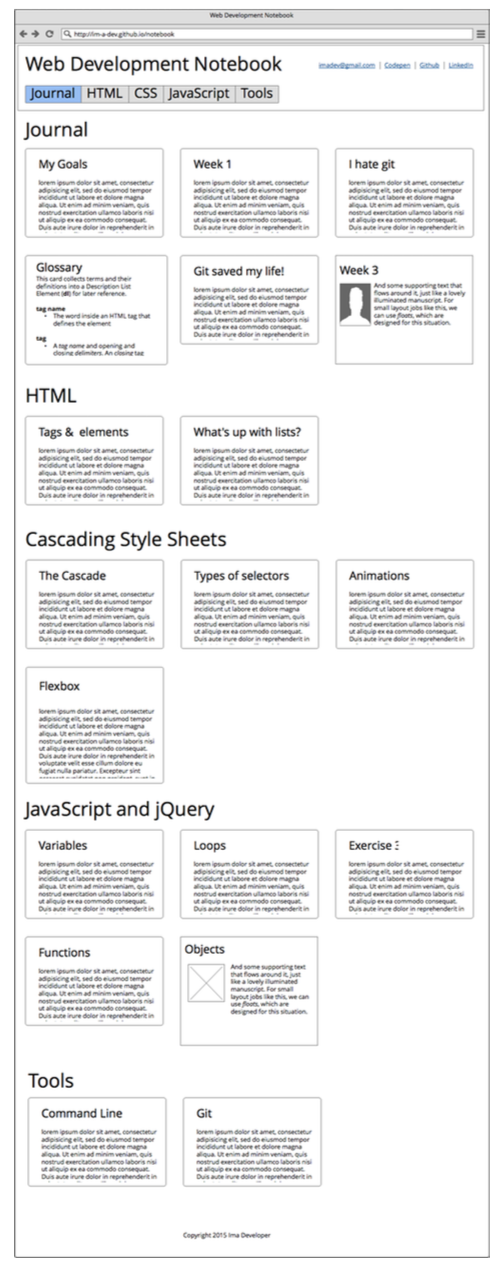 Web Development Notebook
http://im-a-dev.github.io/notebook
Web Development Notebook
imadev@gmail.com | Codepen | Github | Linkedin
Journal HTML CSS JavaScript Tools
Journal
My Goals
lorem ipsum dolor sit amet, consectetur
adipisicing elit, sed do eiusmod tempor
incididunt ut labore et dolore magna
aliqua. Ut enim ad minim veniam, quis
nostrud exercitation ullamco laboris nisi
ut aliquip ex ea commodo consequat.
Duis aute irure dolor in reprehenderit in
Week 1
lorem ipsum dolor sit amet, consectetur
adipisicing elit, sed do eiusmod tempor
incididunt ut labore et dolore magna
aliqua. Ut enim ad minim veniam, quis
nostrud exercitation ullamco laboris nisi
ut aliquip ex ea commodo consequat.
Duis aute irure dolor in reprehenderit in
I hate git
lorem ipsum dolor sit amet, consectetur
adipisicing elit, sed do eiusmod tempor
incididunt ut labore et dolore magna
aliqua. Ut enim ad minim veniam, quis
nostrud exercitation ullamco laboris nisi
ut aliquip ex ea commodo consequat.
Duis aute irure dolor in reprehenderit in
Glossary
This card collects terms and their
definitions into a Description List
Element (dl) for later reference.
tag name
• The word inside an HTML tag that
defines the element
tag
• A tag name and opening and
closing delimiters. An closing tag
Git saved my life!
lorem ipsum dolor sit amet, consectetur
adipisicing elit, sed do eiusmod tempor
incididunt ut labore et dolore magna
aliqua. Ut enim ad minim veniam, quis
nostrud exercitation ullamco laboris nisi
ut aliquip ex ea commodo consequat.
Duis aute irure dolor in reprehenderit in
Week 3
And some supporting text that
flows around it, just like a lovely
illuminated manuscript. For
small layout jobs like this, we
can use floats, which are
designed for this situation.
HTML
Tags & elements
lorem ipsum dolor sit amet, consectetur
adipisicing elit, sed do eiusmod tempor
incididunt ut labore et dolore magna
aliqua. Ut enim ad minim veniam, quis
nostrud exercitation ullamco laboris nisi
ut aliquip ex ea commodo consequat.
Duis aute irure dolor in reprehenderit in
What's up with lists?
lorem ipsum dolor sit amet, consectetur
adipisicing elit, sed do eiusmod tempor
incididunt ut labore et dolore magna
aliqua. Ut enim ad minim veniam, quis
nostrud exercitation ullamco laboris nisi
ut aliquip ex ea commodo consequat.
Duis aute irure dolor in reprehenderit in
Cascading Style Sheets
The Cascade
lorem ipsum dolor sit amet, consectetur
adipisicing elit, sed do eiusmod tempor
incididunt ut labore et dolore magna
aliqua. Ut enim ad minim veniam, quis
nostrud exercitation ullamco laboris nisi
ut aliquip ex ea commodo consequat.
Duis aute irure dolor in reprehenderit in
Types of selectors
lorem ipsum dolor sit amet, consectetur
adipisicing elit, sed do eiusmod tempor
incididunt ut labore et dolore magna
aliqua. Ut enim ad minim veniam, quis
nostrud exercitation ullamco laboris nisi
ut aliquip ex ea commodo consequat.
Duis aute irure dolor in reprehenderit in
Animations
lorem ipsum dolor sit amet, consectetur
adipisicing elit, sed do eiusmod tempor
incididunt ut labore et dolore magna
aliqua. Ut enim ad minim veniam, quis
nostrud exercitation ullamco laboris nisi
ut aliquip ex ea commodo consequat.
Duis aute irure dolor in reprehenderit in
Flexbox
lorem ipsum dolor sit amet, consectetur
adipisicing elit, sed do eiusmod tempor
incididunt ut labore et dolore magna
aliqua. Ut enim ad minim veniam, quis
nostrud exercitation ullamco laboris nisi
ut aliquip ex ea commodo consequat.
Duis aute irure dolor in reprehenderit in
voluptate velit esse cillum dolore eu
fugiat nulla pariatur. Excepteur sint
JavaScript and jQuery
Variables
lorem ipsum dolor sit amet, consectetur
adipisicing elit, sed do eiusmod tempor
incididunt ut labore et dolore magna
aliqua. Ut enim ad minim veniam, quis
nostrud exercitation ullamco laboris nisi
ut aliquip ex ea commodo consequat.
Duis aute irure dolor in reprehenderit in
Loops
lorem ipsum dolor sit amet, consectetur
adipisicing elit, sed do eiusmod tempor
incididunt ut labore et dolore magna
aliqua. Ut enim ad minim veniam, quis
nostrud exercitation ullamco laboris nisi
ut aliquip ex ea commodo consequat.
Duis aute irure dolor in reprehenderit in
Exercise
lorem ipsum dolor sit amet, consectetur
adipisicing elit, sed do eiusmod tempor
incididunt ut labore et dolore magna
aliqua. Ut enim ad minim veniam, quis
nostrud exercitation ullamco laboris nisi
ut aliquip ex ea commodo consequat.
Duis aute irure dolor in reprehenderit in
Functions
lorem ipsum dolor sit amet, consectetur
adipisicing elit, sed do eiusmod tempor
incididunt ut labore et dolore magna
aliqua. Ut enim ad minim veniam, quis
nostrud exercitation ullamco laboris nisi
ut aliquip ex ea commodo consequat.
Duis aute irure dolor in reprehenderit in
Objects
And some supporting text
that flows around it, just
like a lovely illuminated
manuscript. For small
layout jobs like this, we can
use floats, which are
designed for this situation.
Tools
Command Line
lorem ipsum dolor sit amet, consectetur
adipisicing elit, sed do eiusmod tempor
incididunt ut labore et dolore magna
aliqua. Ut enim ad minim veniam, quis
nostrud exercitation ullamco laboris nisi
ut aliquip ex ea commodo consequat.
Duis aute irure dolor in reprehenderit in
Git
lorem ipsum dolor sit amet, consectetur
adipisicing elit, sed do eiusmod tempor
incididunt ut labore et dolore magna
aliqua. Ut enim ad minim veniam, quis
nostrud exercitation ullamco laboris nisi
ut aliquip ex ea commodo consequat.
Duis aute irure dolor in reprehenderit in
Copyright 2015 Ima Developer